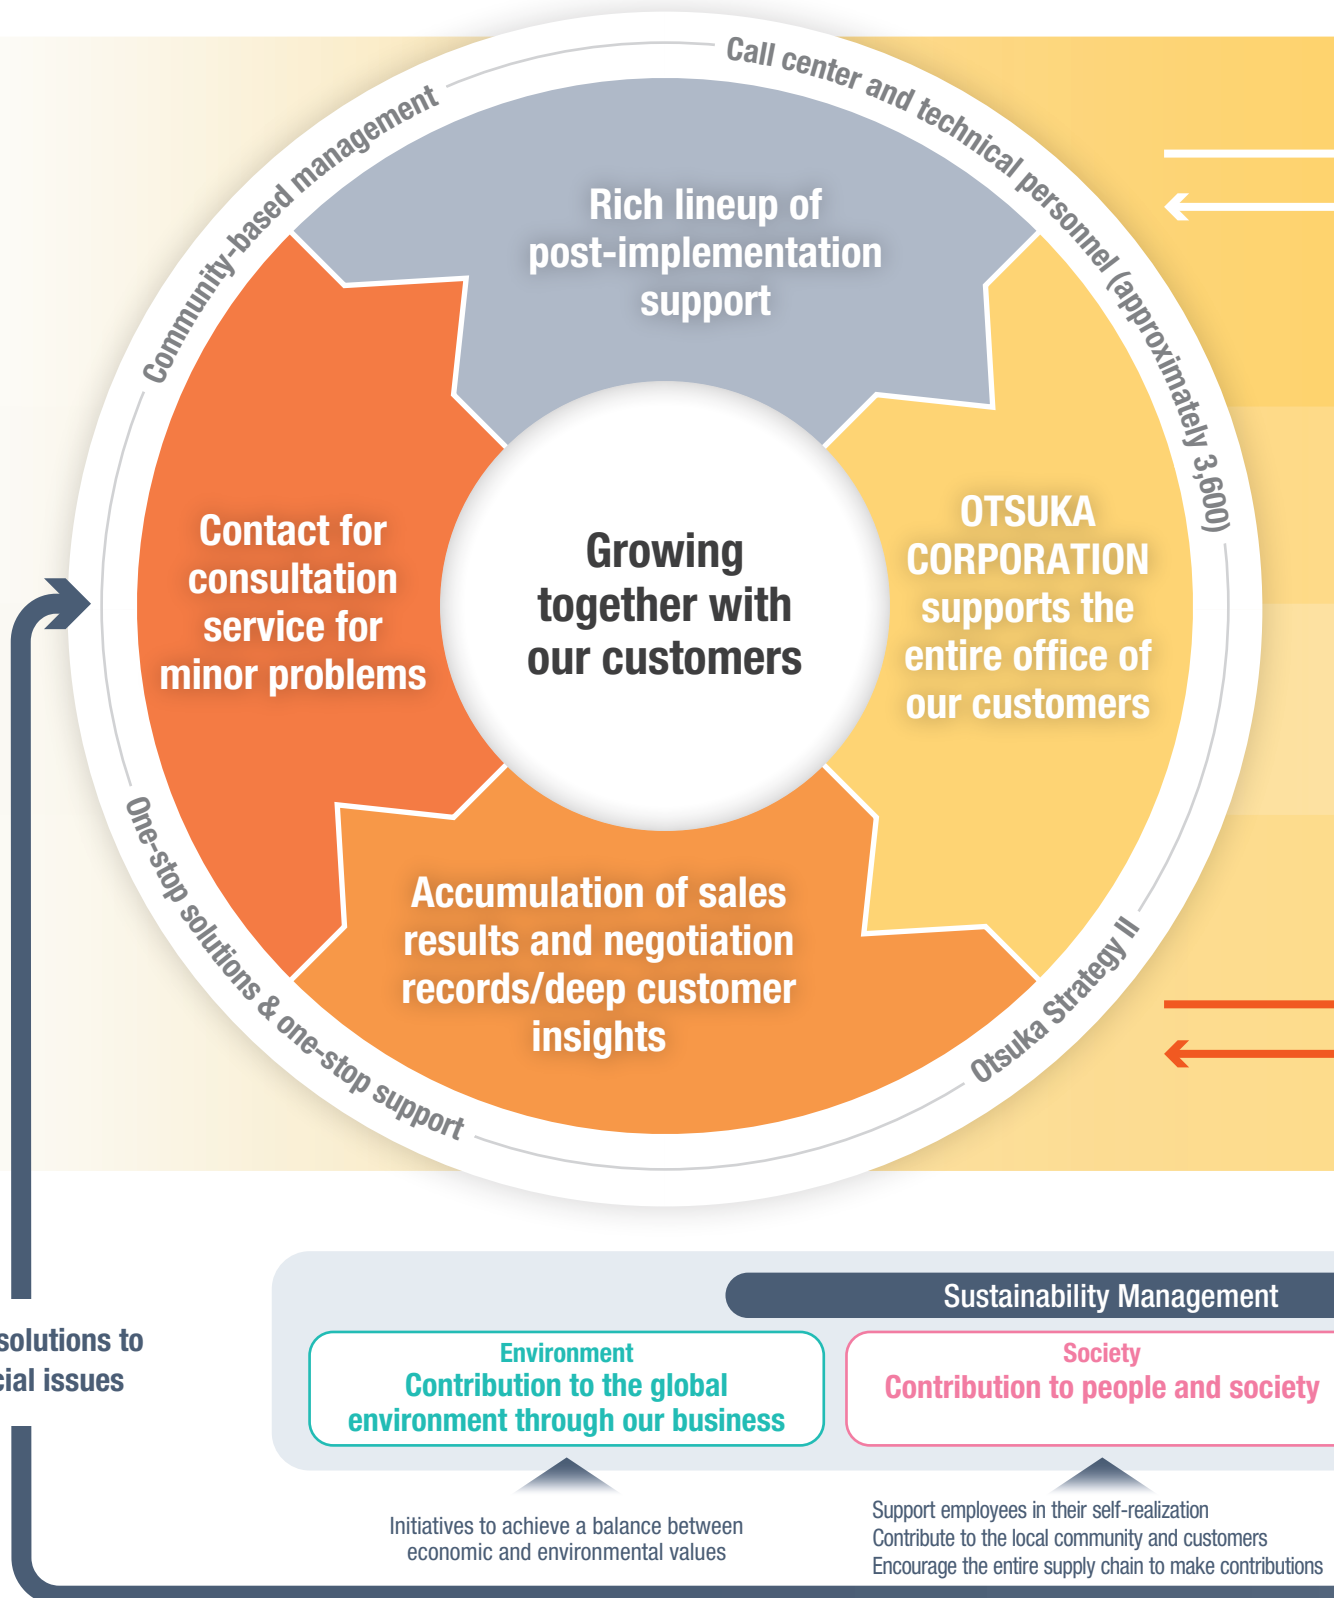 Call center and technical personnel (approximately 3,600)
Community-based management
Rich lineup of
post-implementation
support
Contact for
consultation
service for
minor problems
Growing
together with
our customers
OTSUKA
CORPORATION
supports the
entire office of
our customers
Accumulation of sales
results and negotiation
records/deep customer
insights
One-stop solutions & one-stop support
Otsuka Strategy II
solutions to
cial issues
Sustainability Management
Environment
Contribution to the global
environment through our business
Society
Contribution to people and society
Initiatives to achieve a balance between
economic and environmental values
Support employees in their self-realization
Contribute to the local community and customers
Encourage the entire supply chain to make contributions